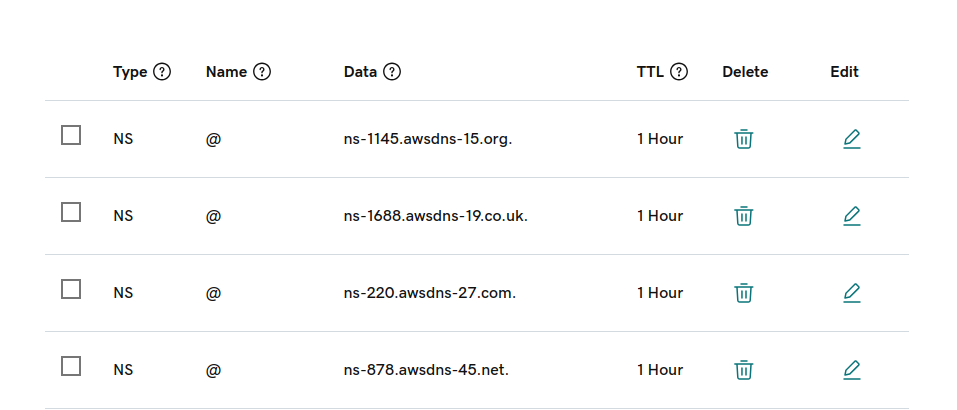 Type ? Name ? Data ? TTL ? Delete Edit
NS @ ns-1145.awsdns-15.org. 1 Hour
NS @ ns-1688.awsdns-19.co.uk. 1 Hour
NS @ ns-220.awsdns-27.com. 1 Hour
NS @ ns-878.awsdns-45.net. 1 Hour